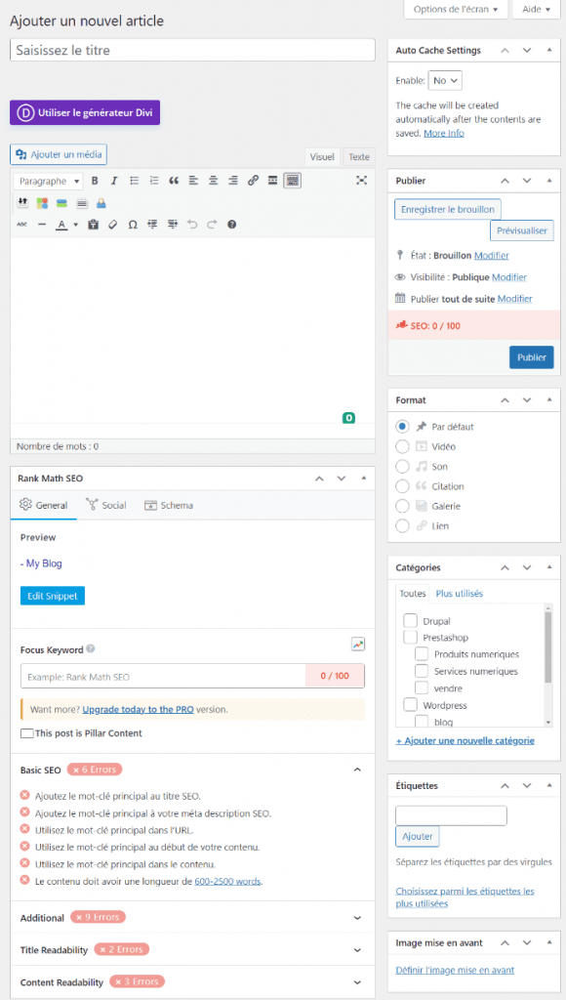 Options de l'écran ▾
Aide ▾
Ajouter un nouvel article
Saisissez le titre
D Utiliser le générateur Divi
Ajouter un média
Visuel
Texte
Paragraphe
B I
ABC
A
Ω
O
Nombre de mots : 0
Rank Math SEO
General
Social
Schema
Preview
- My Blog
Edit Snippet
Focus Keyword
Example: Rank Math SEO
0 / 100
Want more? Upgrade today to the PRO version.
This post is Pillar Content
Basic SEO × 6 Errors
Ajoutez le mot-clé principal au titre SEO.
Ajoutez le mot-clé principal à votre méta description SEO.
Utilisez le mot-clé principal dans l'URL.
Utilisez le mot-clé principal au début de votre contenu.
Utilisez le mot-clé principal dans le contenu.
Le contenu doit avoir une longueur de 600-2500 words.
Additional × 9 Errors
Title Readability × 2 Errors
Content Readability × 3 Errors
Auto Cache Settings
Enable: No
The cache will be created
automatically after the contents are
saved. More Info
Publier
Enregistrer le brouillon
Prévisualiser
État : Brouillon Modifier
Visibilité : Publique Modifier
Publier tout de suite Modifier
SEO: 0 / 100
Publier
Format
Par défaut
Vidéo
Son
Citation
Galerie
Lien
Catégories
Toutes
Plus utilisés
Drupal
Prestashop
Produits numeriques
Services numeriques
vendre
Wordpress
blog
+ Ajouter une nouvelle catégorie
Étiquettes
Ajouter
Séparez les étiquettes par des virgules
Choisissez parmi les étiquettes les
plus utilisées
Image mise en avant
Définir l'image mise en avant